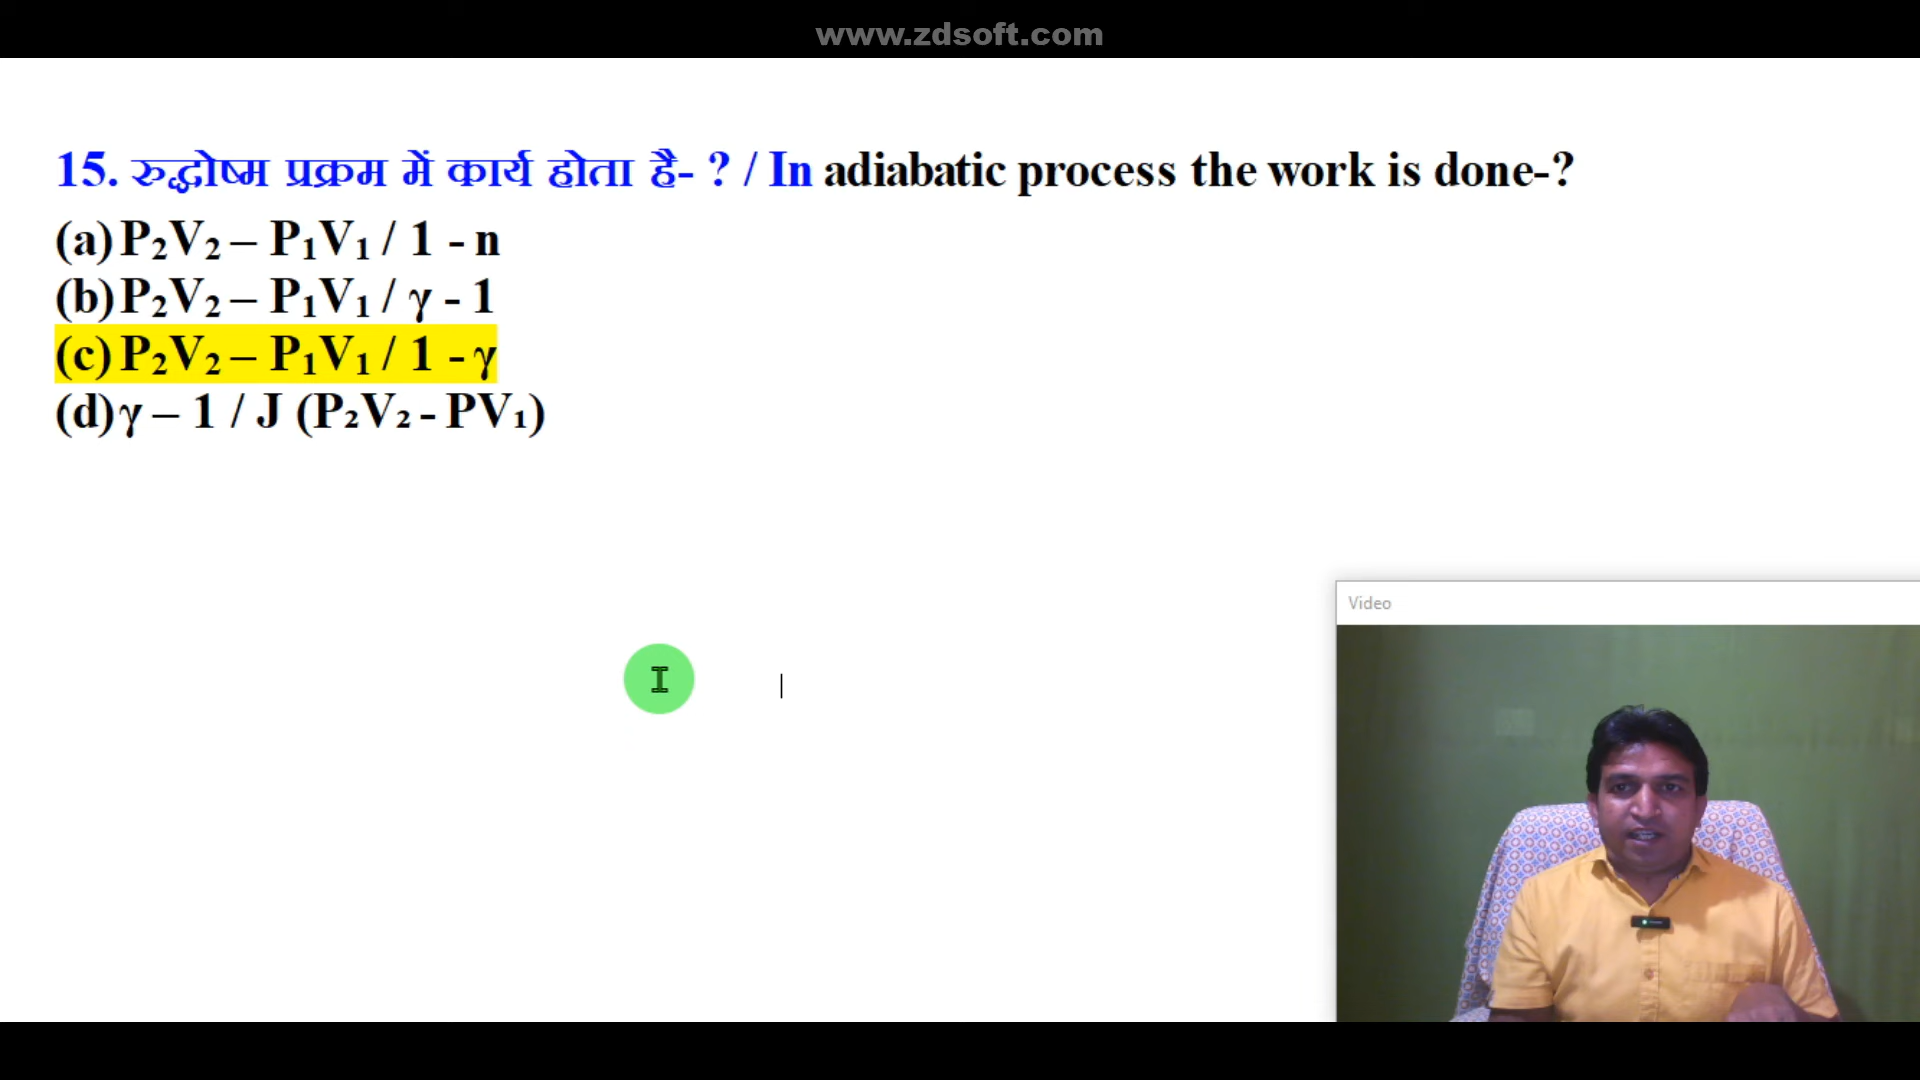 www.zdsoft.com
15. रुद्धोष्म प्रक्रम में कार्य होता है- ? / In adiabatic process the work is done-?
(a) P₂V₂ – P₁V₁ / 1 - n
(b) P₂V₂ – P₁V₁ / γ - 1
(c) P₂V₂ – P₁V₁ / 1 - γ
(d) γ – 1 / J (P₂V₂ - PV₁)
Video